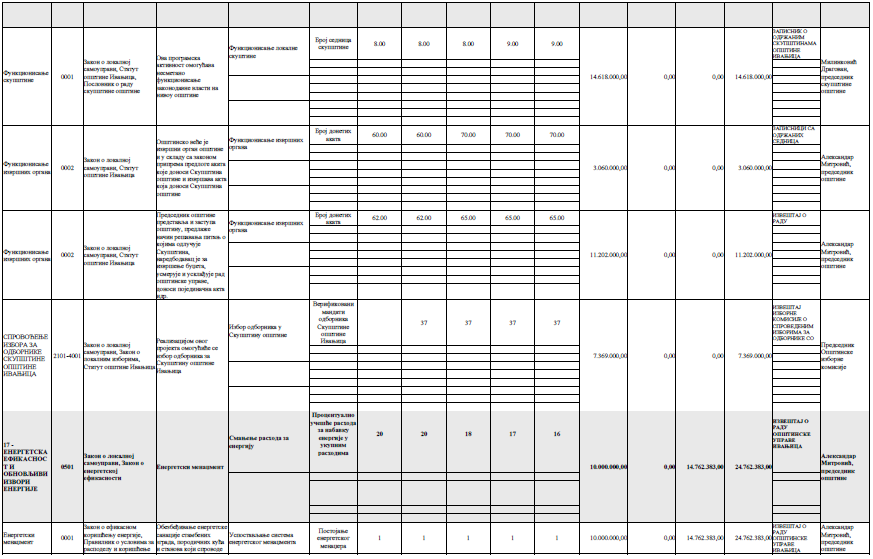 Функционисање
скупштине
0001
Закон о локалној
самоуправи, Статут
општине Ивањица,
Пословник о раду
скупштине општине
Ова програмска
активност омогућава
несметано
функционисање
законодавне власти на
нивоу општине
Функционисање локалне
скупштине
Број седница
скупштине
8.00
8.00
8.00
9.00
9.00
14.618.000,00
0,00
0,00
14.618.000,00
ЗАПИСНИК О
ОДРЖАНИМ
СКУПШТИНАМА
ОПШТИНЕ
ИВАЊИЦА
Милинковић
Драгован,
председник
скупштине
општине
Функционисање
извршних органа
0002
Закон о локалној
самоуправи, Статут
општине Ивањица
Општинско веће је
извршни орган општине
и у складу са законом
припрема предлоге аката
које доноси Скупштина
општине и извршава акта
која доноси Скупштина
општине
Функционисање извршних
органа
Број донетих
аката
60.00
60.00
70.00
70.00
70.00
3.060.000,00
0,00
0,00
3.060.000,00
ЗАПИСНИЦИ СА
ОДРЖАНИХ
СЕДНИЦА
Александар
Митровић,
председник
општине
Функционисање
извршних органа
0002
Закон о локалној
самоуправи, Статут
општине Ивањица
Председник општине
представља и заступа
општину, предлаже
начин решавања питањ о
којима одлучује
Скупштина,
наредбодавац је за
извршење буџета,
усмерује и усклађује рад
општинске управе,
доноси појединачна акта
идр.
Функционисање извршних
органа
Број донетих
аката
62.00
62.00
65.00
65.00
65.00
11.202.000,00
0,00
0,00
11.202.000,00
ИЗВЕШТАЈ О
РАДУ
Александар
Митровић,
председник
општине
СПРОВОЂЕЊЕ
ИЗБОРА ЗА
ОДБОРНИКЕ
СКУПШТИНЕ
ОПШТИНЕ
ИВАЊИЦА
2101-4001
Закон о локалној
самоуправи, Закон о
локалним изборима,
Статут општине Ивањица
Реализацијом овог
пројекта омогућиће се
избор одборника за
Скупштину општине
Ивањица
Избор одборника у
Скупштину општине
Верификовани
мандати
одборника
Скупштине
општине
Ивањица
37
37
37
37
7.369.000,00
0,00
0,00
7.369.000,00
ИЗВЕШТАЈ
ИЗБОРНЕ
КОМИСИЈЕ О
СПРОВЕДЕНИМ
ИЗБОРИМА ЗА
ОДБОРНИКЕ СО
Председник
Општинске
изборне
комисије
17 -
ЕНЕРГЕТСКА
ЕФИКАСНОС
Т И
ОБНОВЉИВИ
ИЗВОРИ
ЕНЕРГИЈЕ
0501
Закон о локалној
самоуправи, Закон о
енергетској
ефикасности
Енергетски менаџмент
Смањење расхода за
енергију
Процентуално
учешће расхода
за набавку
енергије у
укупним
расходима
20
20
18
17
16
10.000.000,00
0,00
14.762.383,00
24.762.383,00
ИЗВЕШТАЈ О
РАДУ
ОПШТИНСКЕ
УПРАВЕ
ИВАЊИЦА
Александар
Митровић,
председник
општине
Енергетски
менаџмент
0001
Закон о ефикасном
коришћењу енергије,
Правилник о условима за
расподелу и коришћење
Обезбеђивање енергетске
санације стамбених
зграда, породичних кућа
и станова које спроводе
Успостављање система
енергетског менаџмента
Постојање
енергетског
менаџера
1
1
1
1
1
10.000.000,00
0,00
14.762.383,00
24.762.383,00
ИЗВЕШТАЈ О
РАДУ
ОПШТИНСКЕ
УПРАВЕ
ИВАЊИЦА
Александар
Митровић,
председник
општине